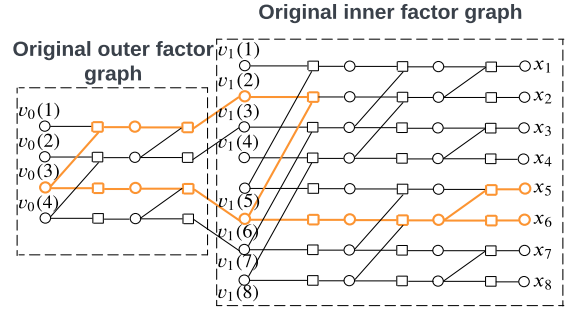 Original inner factor graph
Original outer factor
graph
v₀(1)
v₀(2)
v₀(3)
v₀(4)
v₁(1)
v₁(2)
v₁(3)
v₁(4)
v₁(5)
v₁(6)
v₁(7)
v₁(8)
x₁
x₂
x₃
x₄
x₅
x₆
x₇
x₈